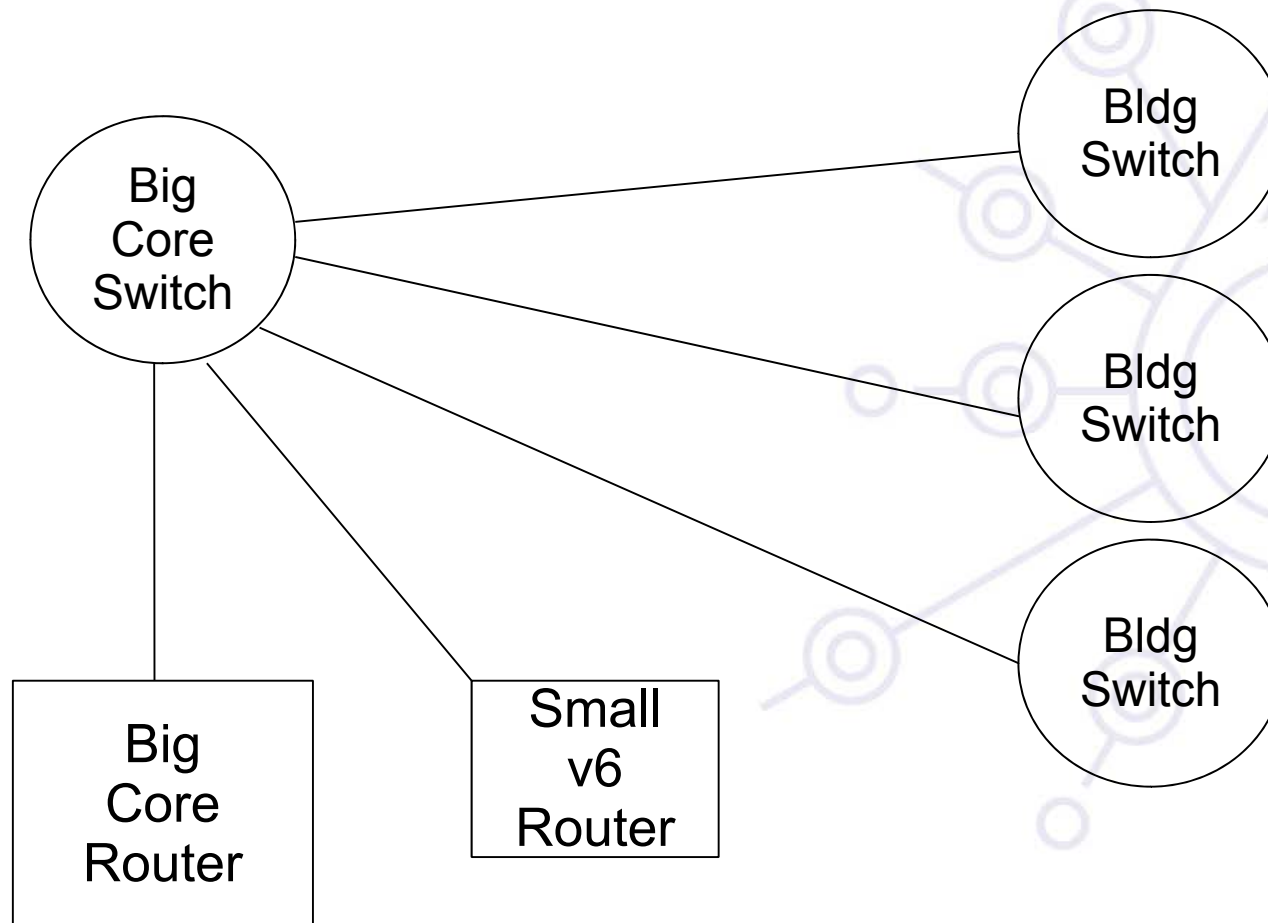 Big
Core
Switch
Bldg
Switch
Bldg
Switch
Bldg
Switch
Big
Core
Router
Small
v6
Router